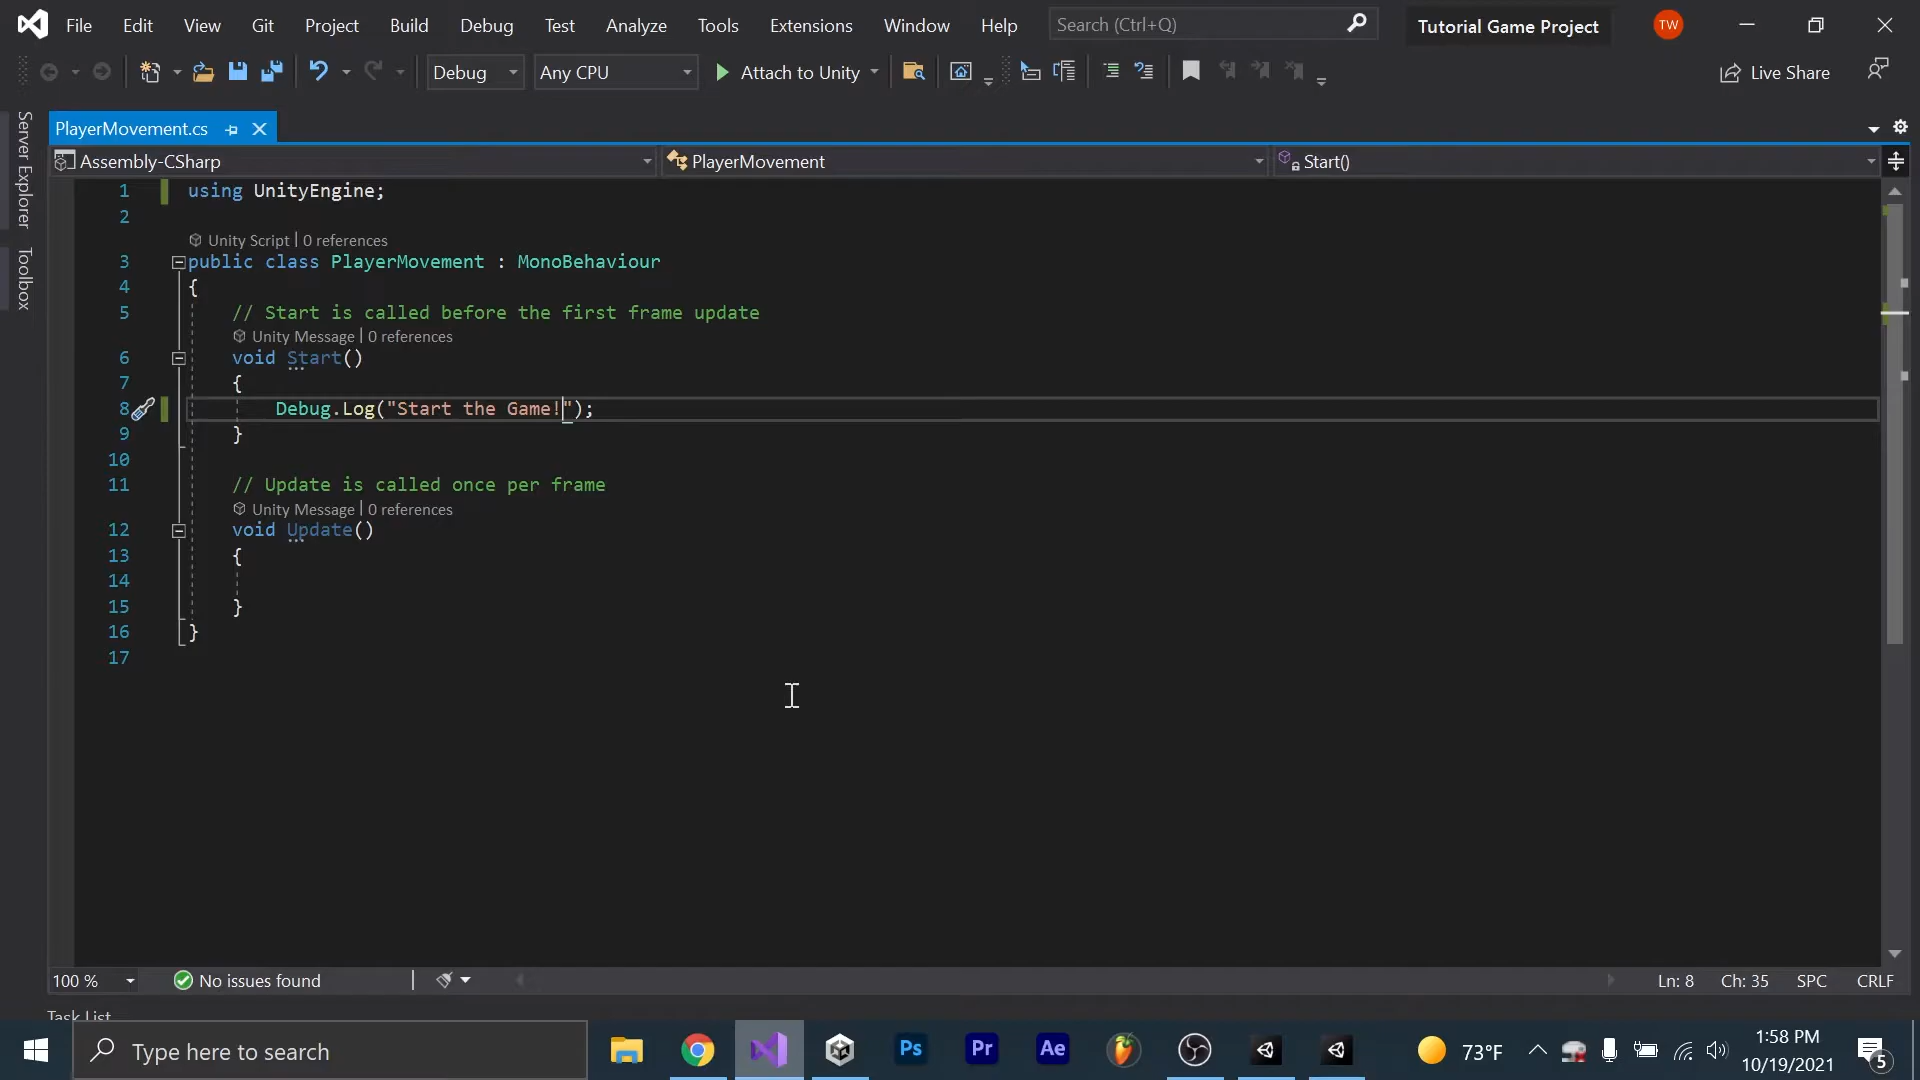 File Edit View Git Project Build Debug Test Analyze Tools Extensions Window Help Search (Ctrl+Q) Tutorial Game Project TW
Debug Any CPU Attach to Unity Live Share
Server Explorer
Toolbox
PlayerMovement.cs
Assembly-CSharp PlayerMovement Start()
1 using UnityEngine;
2
Unity Script | 0 references
3 public class PlayerMovement : MonoBehaviour
4 {
5 // Start is called before the first frame update
Unity Message | 0 references
6 void Start()
7 {
8 Debug.Log("Start the Game!");
9 }
10
11 // Update is called once per frame
Unity Message | 0 references
12 void Update()
13 {
14
15 }
16 }
17
100 % No issues found Ln: 8 Ch: 35 SPC CRLF
Task List
Type here to search Ps Pr Ae 73°F 1:58 PM
10/19/2021 5